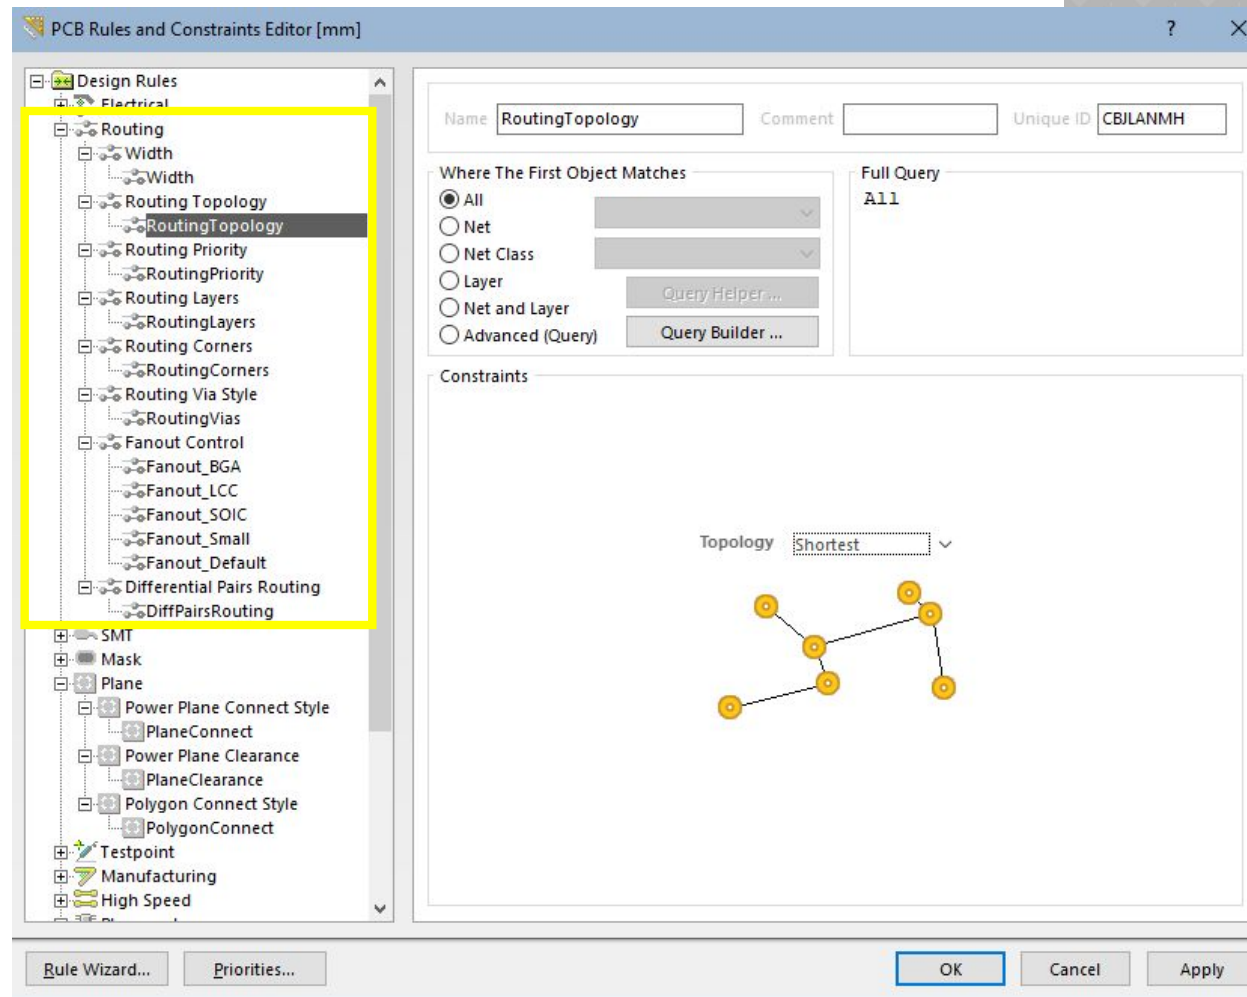 PCB Rules and Constraints Editor [mm]
?
Design Rules
Electrical
Routing
Width
Width
Routing Topology
RoutingTopology
Routing Priority
RoutingPriority
Routing Layers
RoutingLayers
Routing Corners
RoutingCorners
Routing Via Style
RoutingVias
Fanout Control
Fanout_BGA
Fanout_LCC
Fanout_SOIC
Fanout_Small
Fanout_Default
Differential Pairs Routing
DiffPairsRouting
SMT
Mask
Plane
Power Plane Connect Style
PlaneConnect
Power Plane Clearance
PlaneClearance
Polygon Connect Style
PolygonConnect
Testpoint
Manufacturing
High Speed
Name RoutingTopology Comment Unique ID CBJLANMH
Where The First Object Matches
All
Net
Net Class
Layer
Net and Layer
Advanced (Query)
Query Helper ...
Query Builder ...
Full Query
All
Constraints
Topology Shortest
Rule Wizard... Priorities... OK Cancel Apply